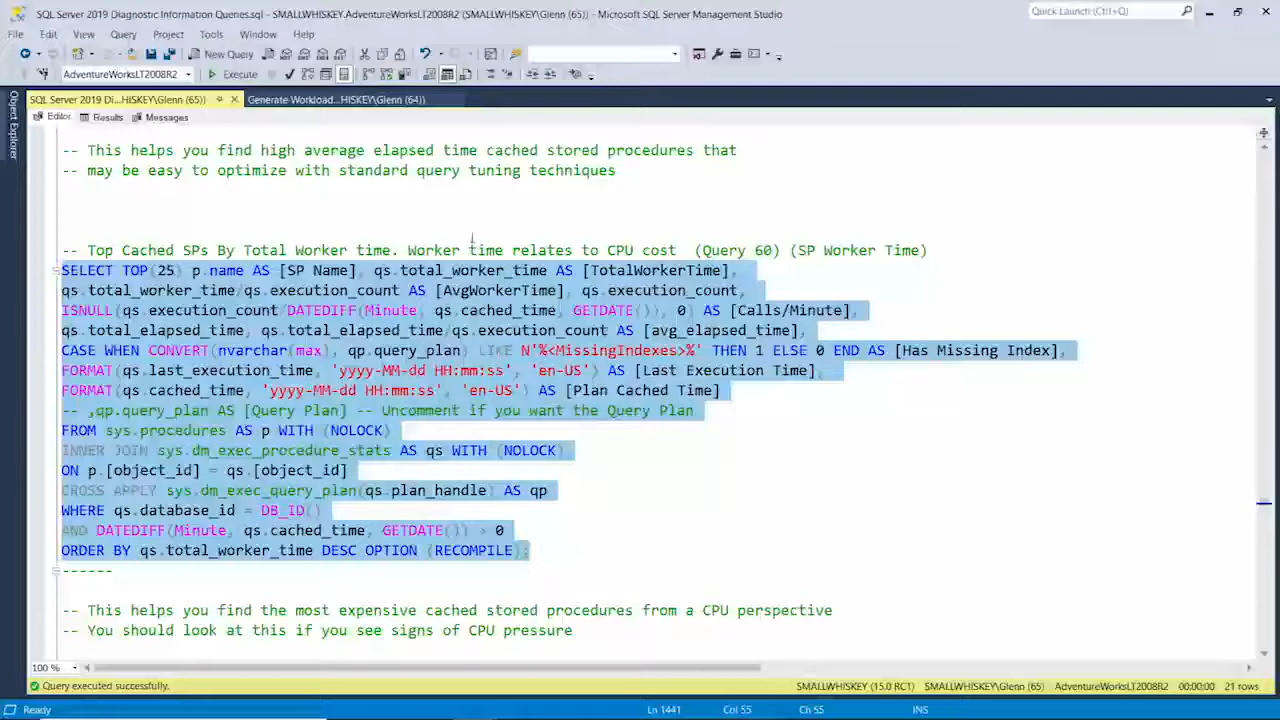 SQL Server 2019 Diagnostic Information Queries.sql - SMALLWHISKEY.AdventureWorksLT2008R2 (SMALLWHISKEY\Glenn (65)) - Microsoft SQL Server Management Studio
Quick Launch (Ctrl+Q)
File Edit View Query Project Tools Window Help
New Query
AdventureWorksLT2008R2 Execute
SQL Server 2019 Di...HISKEY\Glenn (65)) Generate Workload...HISKEY\Glenn (64))
Object Explorer
Editor Results Messages
-- This helps you find high average elapsed time cached stored procedures that
-- may be easy to optimize with standard query tuning techniques
-- Top Cached SPs By Total Worker time. Worker time relates to CPU cost  (Query 60) (SP Worker Time)
SELECT TOP(25) p.name AS [SP Name], qs.total_worker_time AS [TotalWorkerTime],
qs.total_worker_time/qs.execution_count AS [AvgWorkerTime], qs.execution_count,
ISNULL(qs.execution_count/DATEDIFF(Minute, qs.cached_time, GETDATE()), 0) AS [Calls/Minute],
qs.total_elapsed_time, qs.total_elapsed_time/qs.execution_count AS [avg_elapsed_time],
CASE WHEN CONVERT(nvarchar(max), qp.query_plan) LIKE N'%<MissingIndexes>%' THEN 1 ELSE 0 END AS [Has Missing Index],
FORMAT(qs.last_execution_time, 'yyyy-MM-dd HH:mm:ss', 'en-US') AS [Last Execution Time],
FORMAT(qs.cached_time, 'yyyy-MM-dd HH:mm:ss', 'en-US') AS [Plan Cached Time]
-- ,qp.query_plan AS [Query Plan] -- Uncomment if you want the Query Plan
FROM sys.procedures AS p WITH (NOLOCK)
INNER JOIN sys.dm_exec_procedure_stats AS qs WITH (NOLOCK)
ON p.[object_id] = qs.[object_id]
CROSS APPLY sys.dm_exec_query_plan(qs.plan_handle) AS qp
WHERE qs.database_id = DB_ID()
AND DATEDIFF(Minute, qs.cached_time, GETDATE()) > 0
ORDER BY qs.total_worker_time DESC OPTION (RECOMPILE);
------
-- This helps you find the most expensive cached stored procedures from a CPU perspective
-- You should look at this if you see signs of CPU pressure
100 %
Query executed successfully. SMALLWHISKEY (15.0 RC1) SMALLWHISKEY\Glenn (65) AdventureWorksLT2008R2 00:00:00 21 rows
Ready Ln 1441 Col 55 Ch 55 INS